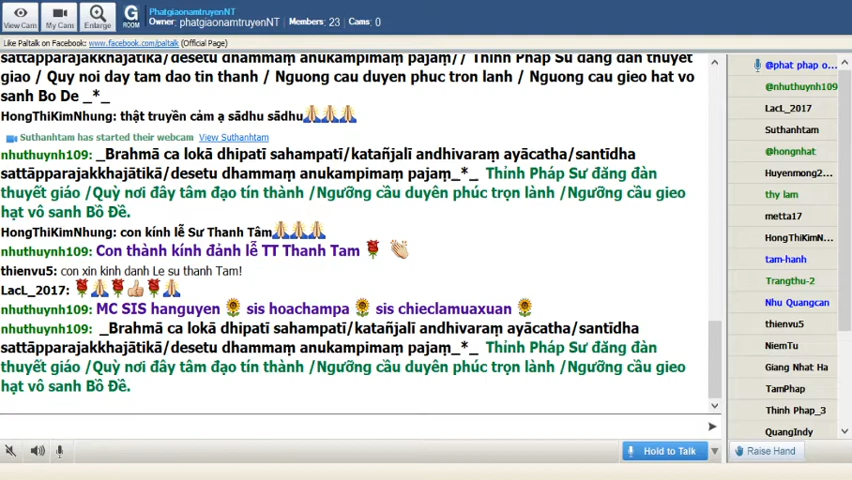 PhatgiaonamtruyenNT
View Cam
My Cam
Enlarge
G
ROOM
Owner: phatgiaonamtruyenNT Members: 23 Cams: 0
Like Paltalk on Facebook: www.facebook.com/paltalk (Official Page)
sattāpparajakkhajātikā/desetu dhammaṃ anukampimaṃ pajaṃ// Thinh Phap Su dang dan thuyet
giao / Quy noi day tam dao tin thanh / Nguong cau duyen phuc tron lanh / Nguong cau gieo hat vo
sanh Bo De _*_
HongThiKimNhung: thật truyền cảm ạ sādhu sādhu
Suthanhtam has started their webcam View Suthanhtam
nhuthuynh109: _Brahmā ca lokā dhipatī sahampatī/katañjalī andhivaraṃ ayācatha/santīdha
sattāpparajakkhajātikā/desetu dhammaṃ anukampimaṃ pajaṃ_*_ Thỉnh Pháp Sư đăng đàn
thuyết giáo /Quỳ nơi đây tâm đạo tín thành /Ngưỡng cầu duyên phúc trọn lành /Ngưỡng cầu gieo
hạt vô sanh Bồ Đề.
HongThiKimNhung: con kính lễ Sư Thanh Tâm
nhuthuynh109: Con thành kính đảnh lễ TT Thanh Tam
thienvu5: con xin kinh danh Le su thanh Tam!
LacL_2017:
nhuthuynh109: MC SIS hanguyen sis hoachampa sis chieclamuaxuan
nhuthuynh109: _Brahmā ca lokā dhipatī sahampatī/katañjalī andhivaraṃ ayācatha/santīdha
sattāpparajakkhajātikā/desetu dhammaṃ anukampimaṃ pajaṃ_*_ Thỉnh Pháp Sư đăng đàn
thuyết giáo /Quỳ nơi đây tâm đạo tín thành /Ngưỡng cầu duyên phúc trọn lành /Ngưỡng cầu gieo
hạt vô sanh Bồ Đề.
@phat phap o...
@nhuthuynh109
LacL_2017
Suthanhtam
@hongnhat
Huyenmong2...
thy lam
metta17
HongThiKimN...
tam-hanh
Trangthu-2
Nhu Quangcan
thienvu5
NiemTu
Giang Nhat Ha
TamPhap
Thinh Phap_3
QuangIndy
Hold to Talk
Raise Hand